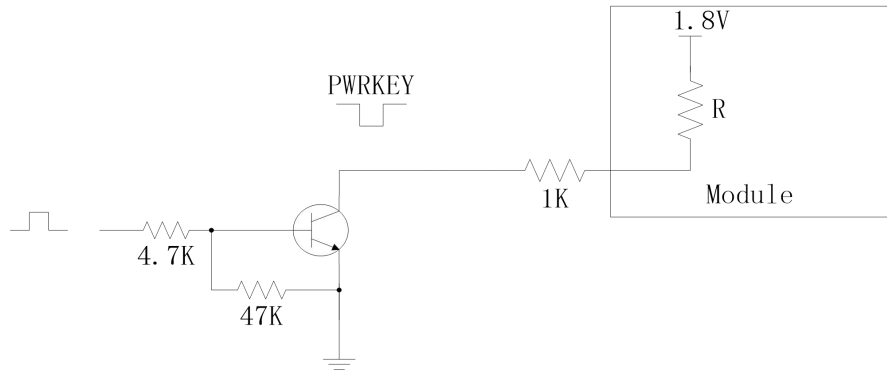 1.8V
PWRKEY
R
1K
Module
4.7K
47K